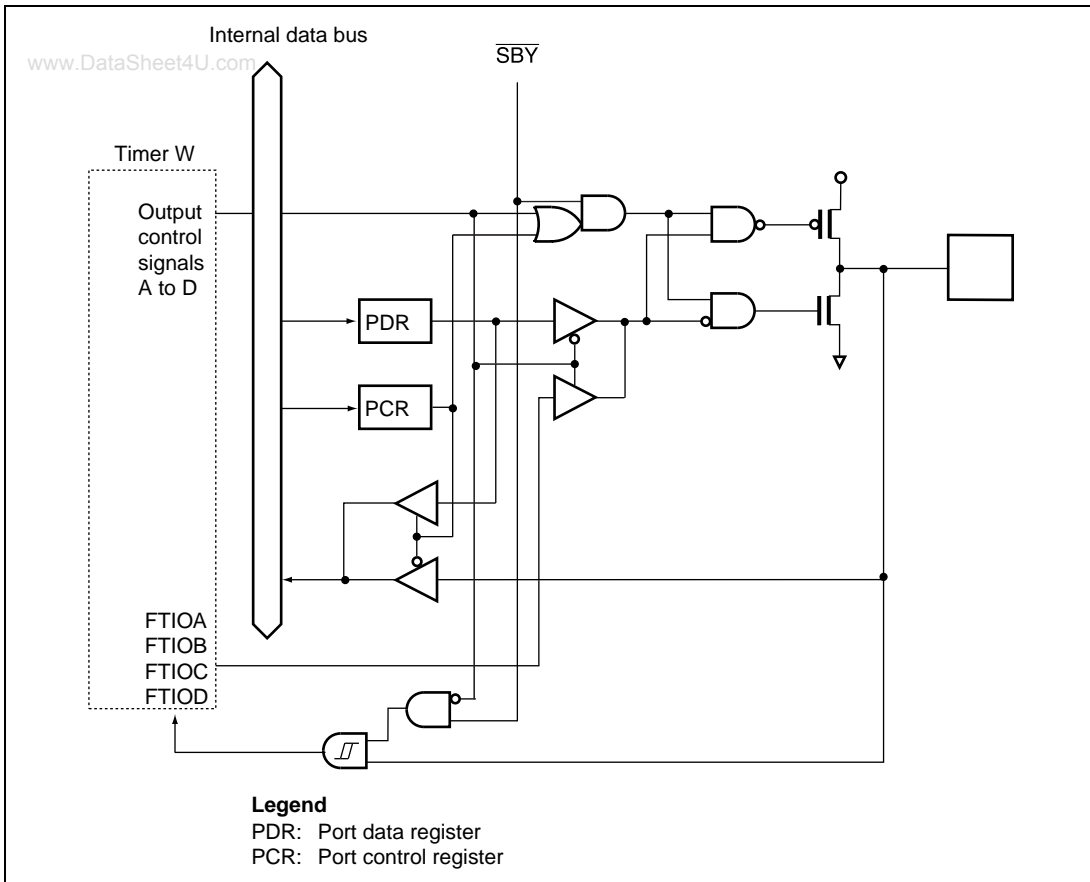 Internal data bus
www.DataSheet4U.com
SBY
Timer W
Output
control
signals
A to D
PDR
PCR
FTIOA
FTIOB
FTIOC
FTIOD
Legend
PDR: Port data register
PCR: Port control register